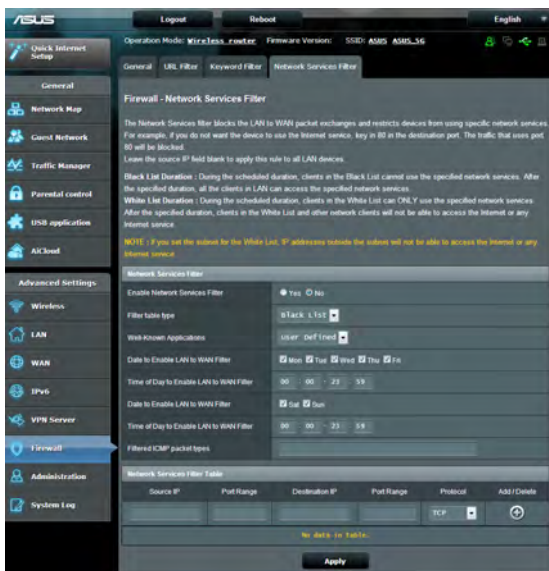 ASUS
Logout
Reboot
English
Quick Internet Setup
Operation Mode: Wireless router Firmware Version: SSID: ASUS ASUS_5G
General
URL Filter
Keyword Filter
Network Services Filter
General
Network Map
Guest Network
Traffic Manager
Parental control
USB application
AiCloud
Advanced Settings
Wireless
LAN
WAN
IPv6
VPN Server
Firewall
Administration
System Log
Firewall - Network Services Filter
The Network Services filter blocks the LAN to WAN packet exchanges and restricts devices from using specific network services.
For example, if you do not want the device to use the Internet service, key in 80 in the destination port. The traffic that uses port
80 will be blocked.
Leave the source IP field blank to apply this rule to all LAN devices.
Black List Duration : During the scheduled duration, clients in the Black List cannot use the specified network services. After
the specified duration, all the clients in LAN can access the specified network services.
White List Duration : During the scheduled duration, clients in the White List can ONLY use the specified network services.
After the specified duration, clients in the White List and other network clients will not be able to access the Internet or any
Internet service.
NOTE : If you set the subnet for the White List, IP addresses outside the subnet will not be able to access the Internet or any
Internet service.
Network Services Filter
Enable Network Services Filter Yes No
Filter table type Black List
Well-Known Applications User Defined
Date to Enable LAN to WAN Filter Mon Tue Wed Thu Fri
Time of Day to Enable LAN to WAN Filter 00 : 00 - 23 : 59
Date to Enable LAN to WAN Filter Sat Sun
Time of Day to Enable LAN to WAN Filter 00 : 00 - 23 : 59
Filtered ICMP packet types
Network Services Filter Table
Source IP Port Range Destination IP Port Range Protocol Add / Delete
TCP
No data in table.
Apply